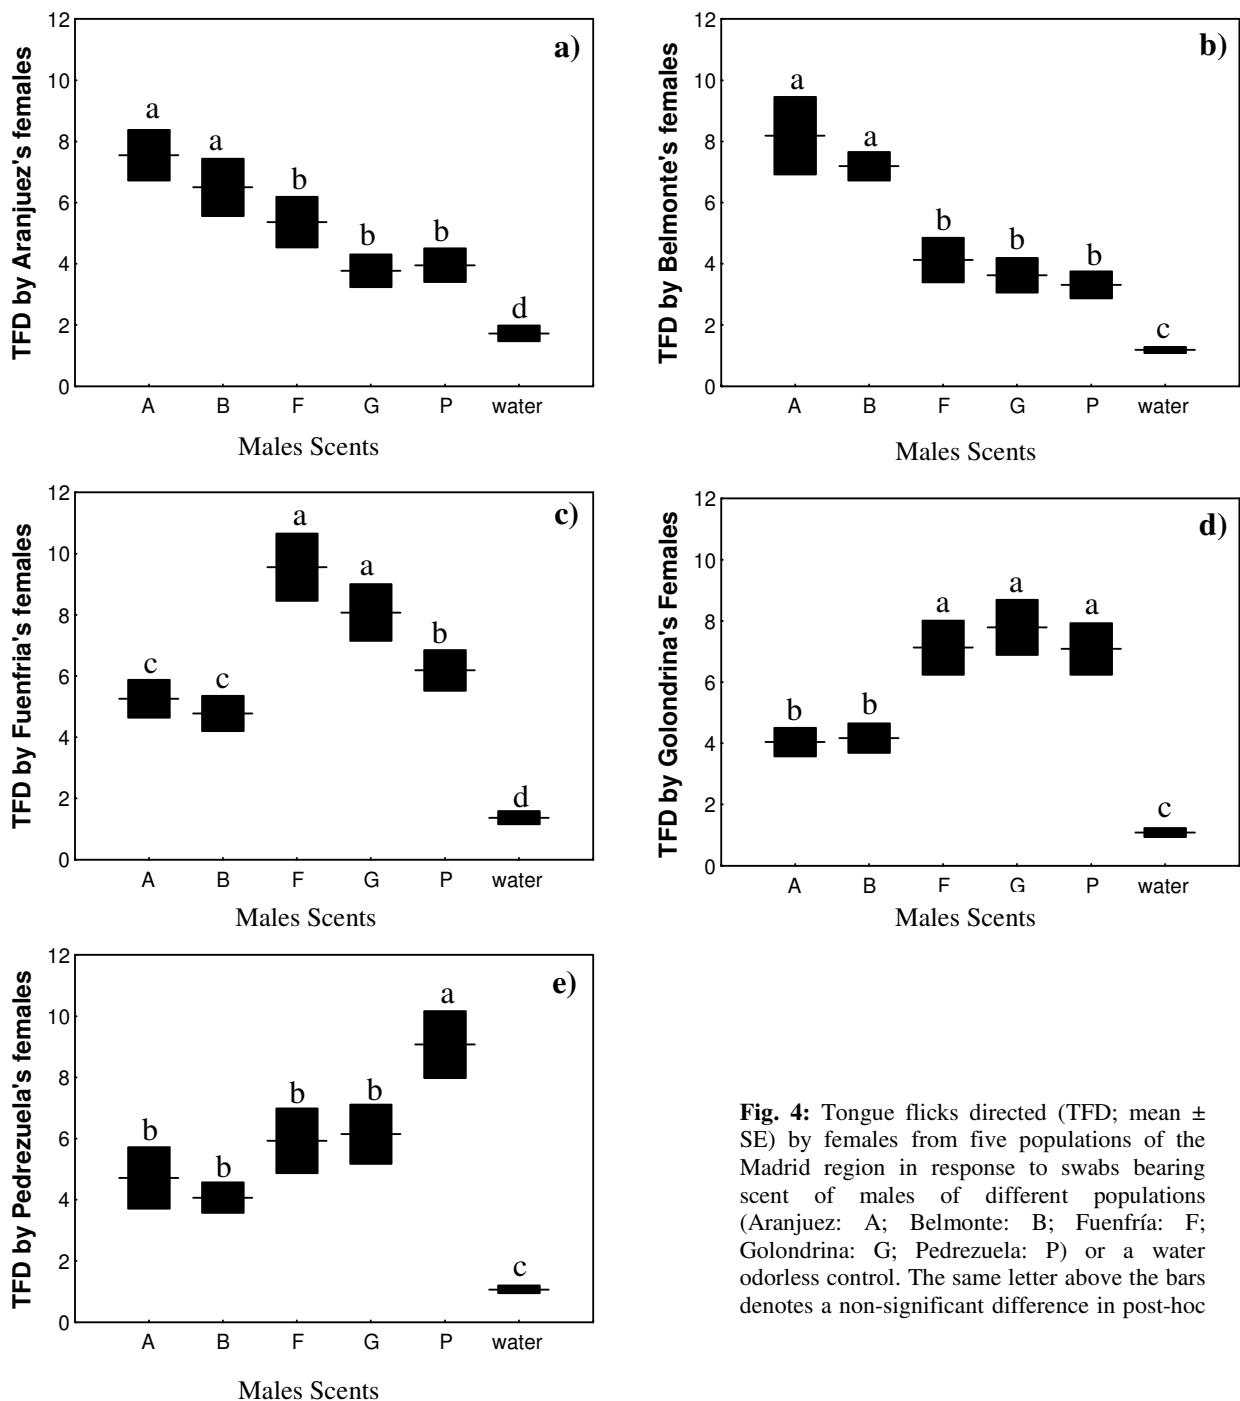 a)
TFD by Aranjuez's females
12
10
8
6
4
2
0
a
a
b
b
b
d
A B F G P water
Males Scents
b)
TFD by Belmonte's females
12
10
8
6
4
2
0
a
a
b
b
b
c
A B F G P water
Males Scents
c)
TFD by Fuenfria's females
12
10
8
6
4
2
0
c
c
a
a
b
d
A B F G P water
Males Scents
d)
TFD by Golondrina's Females
12
10
8
6
4
2
0
b
b
a
a
a
c
A B F G P water
Males Scents
e)
TFD by Pedrezuela's females
12
10
8
6
4
2
0
b
b
b
b
a
c
A B F G P water
Males Scents
Fig. 4: Tongue flicks directed (TFD; mean ±
SE) by females from five populations of the
Madrid region in response to swabs bearing
scent of males of different populations
(Aranjuez: A; Belmonte: B; Fuenfría: F;
Golondrina: G; Pedrezuela: P) or a water
odorless control. The same letter above the bars
denotes a non-significant difference in post-hoc